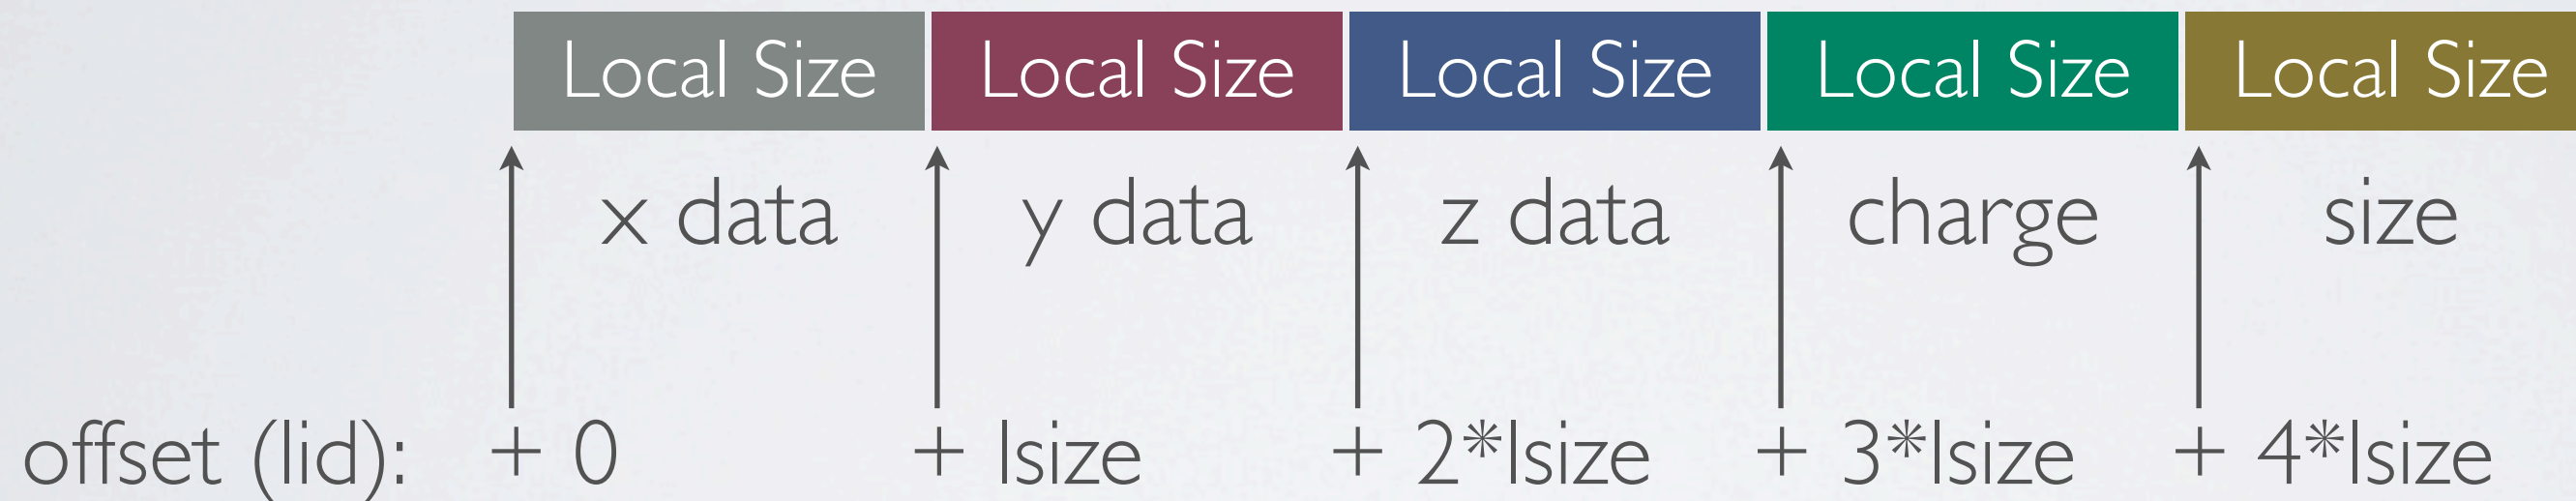 Local Size Local Size Local Size Local Size Local Size
x data y data z data charge size
offset (lid): + 0 + lsize + 2*lsize + 3*lsize + 4*lsize